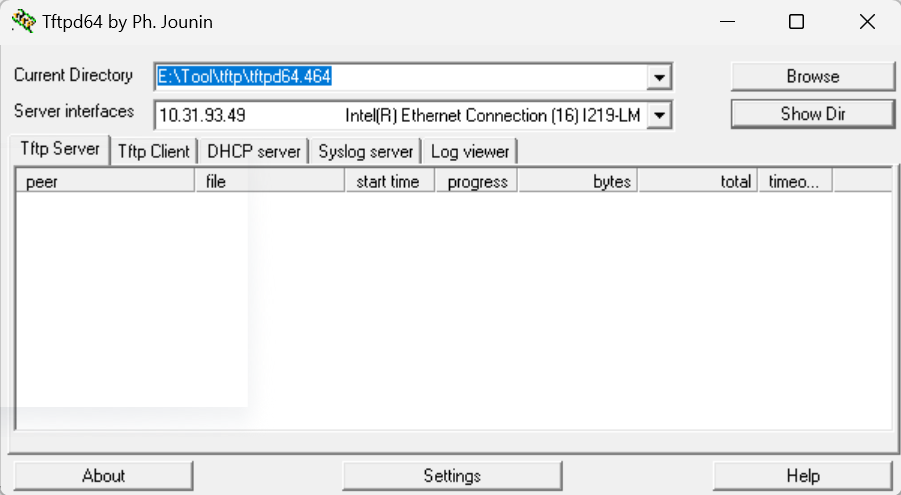 Tftpd64 by Ph. Jounin
Current Directory E:\Tool\tftp\tftpd64.464 Browse
Server interfaces 10.31.93.49 Intel(R) Ethernet Connection (16) I219-LM Show Dir
Tftp Server Tftp Client DHCP server Syslog server Log viewer
peer file start time progress bytes total timeo...
About Settings Help